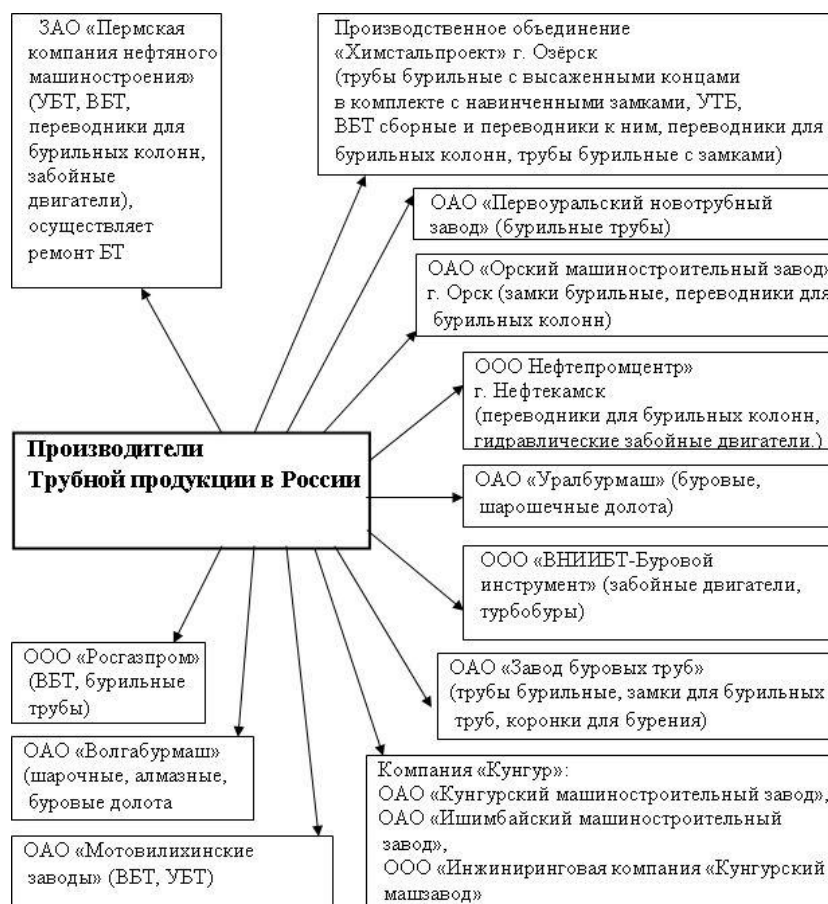 ЗАО «Пермская
компания нефтяного
машиностроения»
(УБТ, ВБТ,
переводники для
бурильных колонн,
забойные
двигатели),
осуществляет
ремонт БТ
Производственное объединение
«Химстальпроект» г. Озёрск
(трубы бурильные с высаженными концами
в комплекте с навинченными замками, УТБ,
ВБТ сборные и переводники к ним, переводники для
бурильных колонн, трубы бурильные с замками)
ОАО «Первоуральский новотрубный
завод» (бурильные трубы)
ОАО «Орский машиностроительный завод»
г. Орск (замки бурильные, переводники для
бурильных колонн)
ООО Нефтепромцентр»
г. Нефтекамск
(переводники для бурильных колонн,
гидравлические забойные двигатели.)
Производители
Трубной продукции в России
ОАО «Уралбурмаш» (буровые,
шарошечные долота)
ООО «ВНИИБТ-Буровой
инструмент» (забойные двигатели,
турбобуры)
ООО «Росгазпром»
(ВБТ, бурильные
трубы)
ОАО «Завод буровых труб»
(трубы бурильные, замки для бурильных
труб, коронки для бурения)
ОАО «Волгабурмаш»
(шарочные, алмазные,
буровые долота
Компания «Кунгур»:
ОАО «Кунгурский машиностроительный завод»,
ОАО «Ишимбайский машиностроительный
завод»,
ООО «Инжиниринговая компания «Кунгурский
машзавод»
ОАО «Мотовилихинские
заводы» (ВБТ, УБТ)